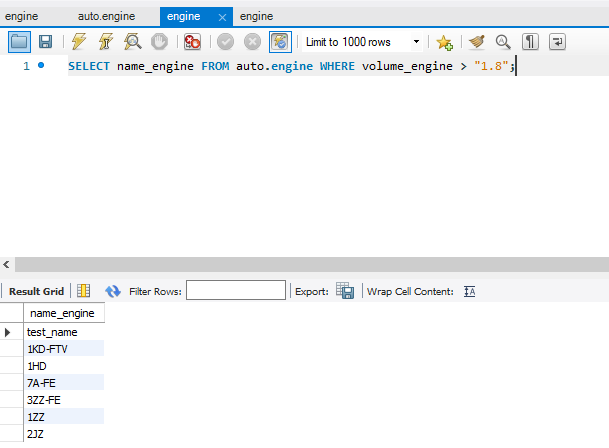 engine auto.engine engine × engine
Limit to 1000 rows
1 SELECT name_engine FROM auto.engine WHERE volume_engine > "1.8";
Result Grid Filter Rows: Export: Wrap Cell Content:
name_engine
test_name
1KD-FTV
1HD
7A-FE
3ZZ-FE
1ZZ
2JZ